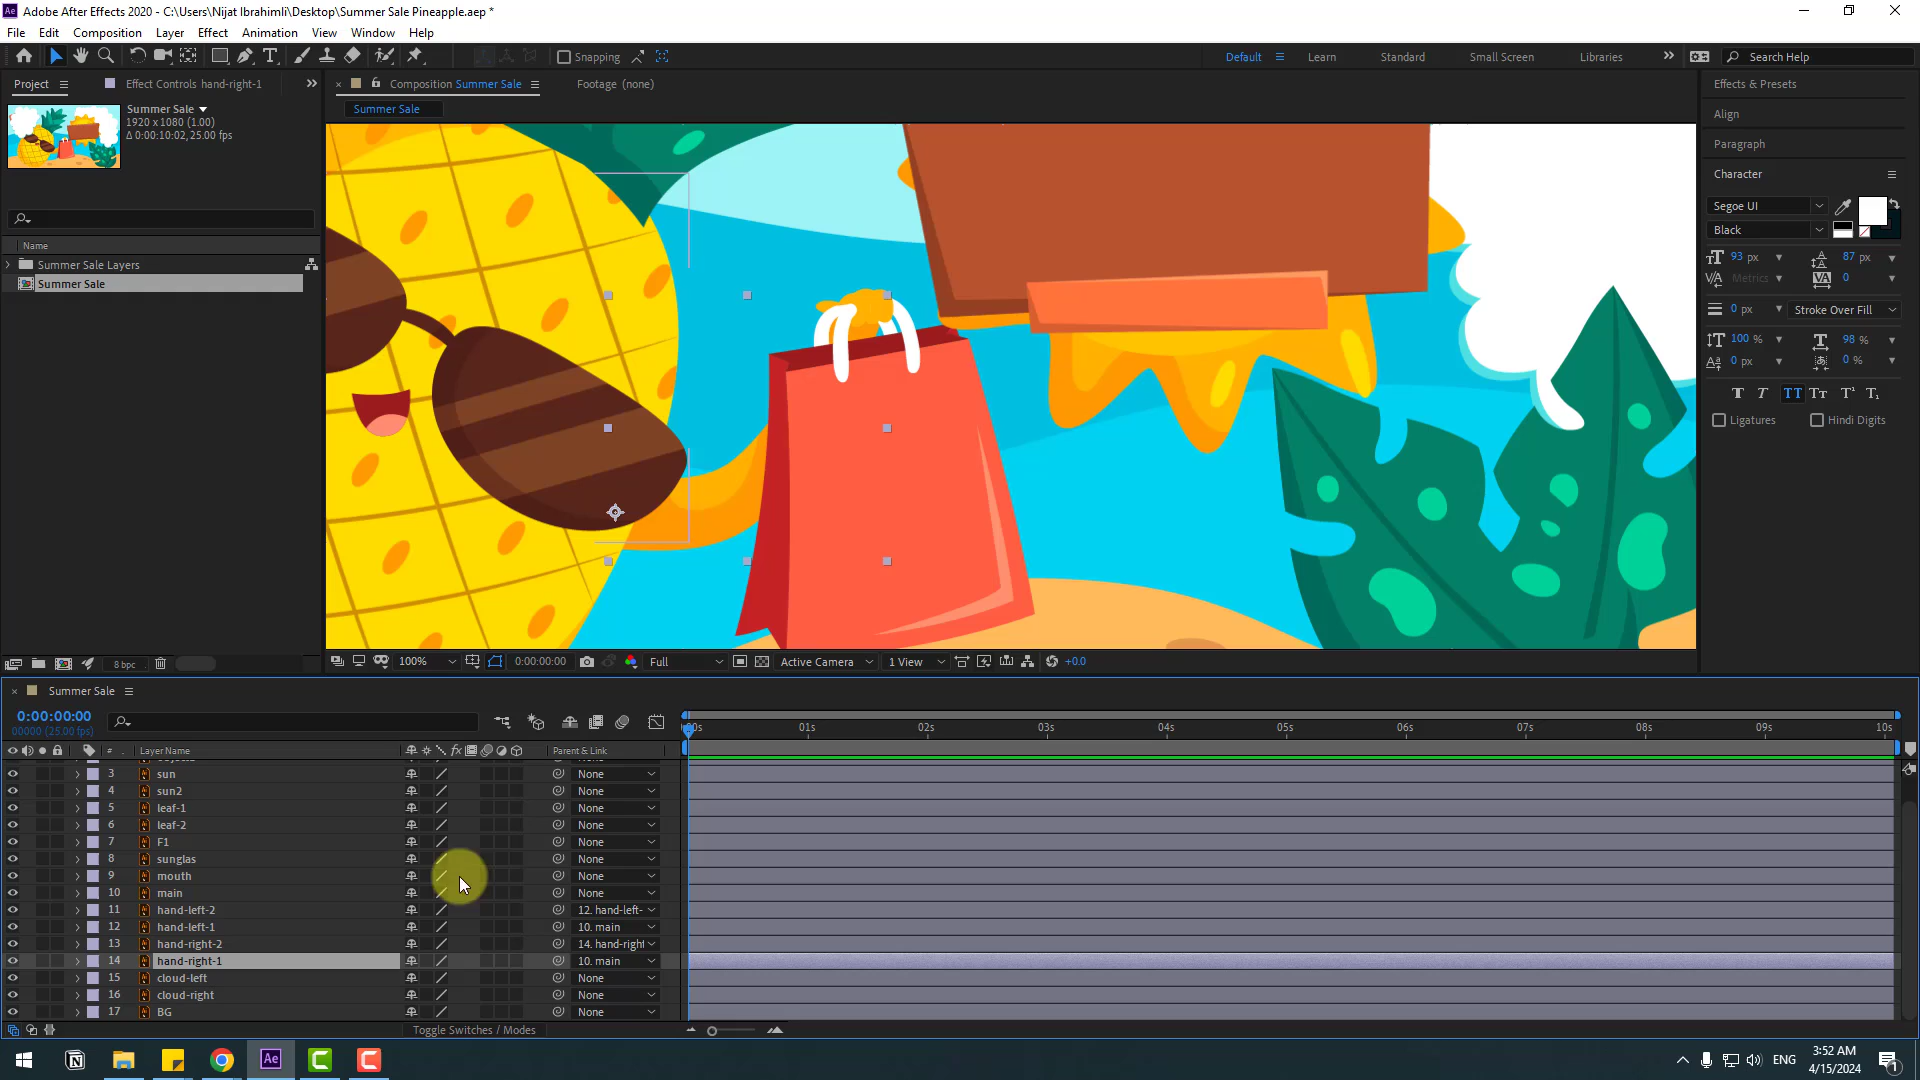 Adobe After Effects 2020 - C:\Users\Nijat Ibrahimli\Desktop\Summer Sale Pineapple.aep *
File Edit Composition Layer Effect Animation View Window Help
Snapping
Default Learn Standard Small Screen Libraries Search Help
Project Effect Controls hand-right-1
Composition Summer Sale Footage (none)
Summer Sale
Summer Sale
1920 x 1080 (1.00)
Δ 0:00:10:02, 25.00 fps
Name
Summer Sale Layers
Summer Sale
8 bpc
100% 0:00:00:00 Full Active Camera 1 View +0.0
Effects & Presets
Align
Paragraph
Character
Segoe UI
Black
93 px 87 px
Metrics 0
0 px Stroke Over Fill
100 % 98 %
0 px 0 %
Ligatures Hindi Digits
Summer Sale
0:00:00:00
00000 (25.00 fps)
# Layer Name Parent & Link
01s 02s 03s 04s 05s 06s 07s 08s 09s 10s
3 sun None
4 sun2 None
5 leaf-1 None
6 leaf-2 None
7 F1 None
8 sunglas None
9 mouth None
10 main None
11 hand-left-2 12. hand-left-
12 hand-left-1 10. main
13 hand-right-2 14. hand-right
14 hand-right-1 10. main
15 cloud-left None
16 cloud-right None
17 BG None
Toggle Switches / Modes
ENG 3:52 AM
4/15/2024